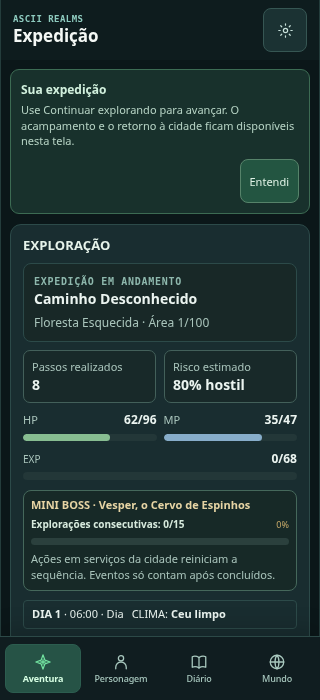 ASCII REALMS
Expedição
Sua expedição
Use Continuar explorando para avançar. O
acampamento e o retorno à cidade ficam disponíveis
nesta tela.
Entendi
EXPLORAÇÃO
EXPEDIÇÃO EM ANDAMENTO
Caminho Desconhecido
Floresta Esquecida · Área 1/100
Passos realizados
8
Risco estimado
80% hostil
HP 62/96 MP 35/47
EXP 0/68
MINI BOSS · Vesper, o Cervo de Espinhos
Explorações consecutivas: 0/15 0%
Ações em serviços da cidade reiniciam a
sequência. Eventos só contam após concluídos.
DIA 1 · 06:00 · Dia CLIMA: Ceu limpo
Aventura Personagem Diário Mundo